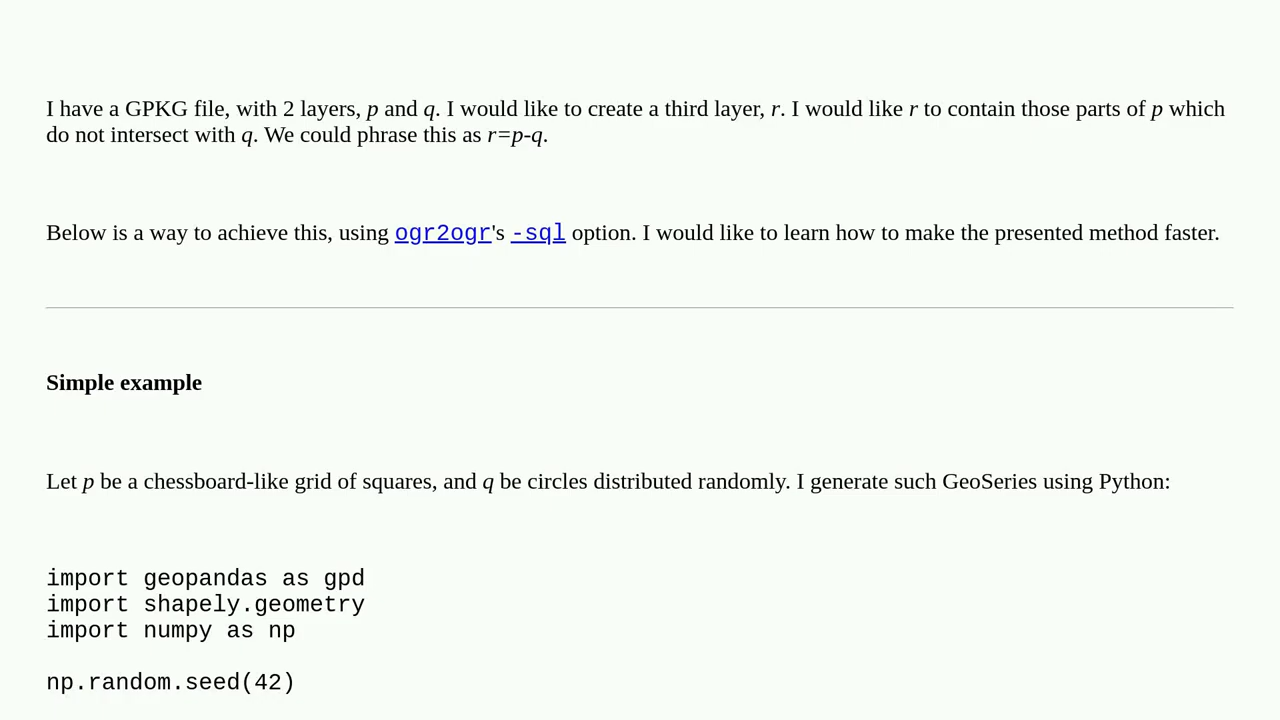 I have a GPKG file, with 2 layers, p and q. I would like to create a third layer, r. I would like r to contain those parts of p which
do not intersect with q. We could phrase this as r=p-q.
Below is a way to achieve this, using ogr2ogr's -sql option. I would like to learn how to make the presented method faster.
Simple example
Let p be a chessboard-like grid of squares, and q be circles distributed randomly. I generate such GeoSeries using Python:
import geopandas as gpd
import shapely.geometry
import numpy as np
np.random.seed(42)